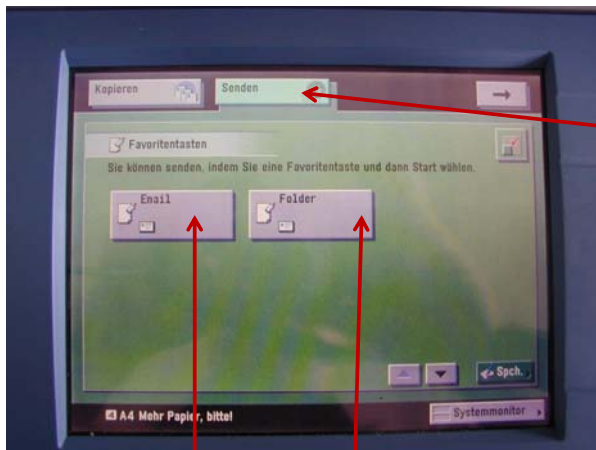 Kopieren
Senden
Favoritentasten
Sie können senden, indem Sie eine Favoritentaste und dann Start wählen.
Email
Folder
Spch.
4 A4 Mehr Papier, bitte!
Systemmonitor